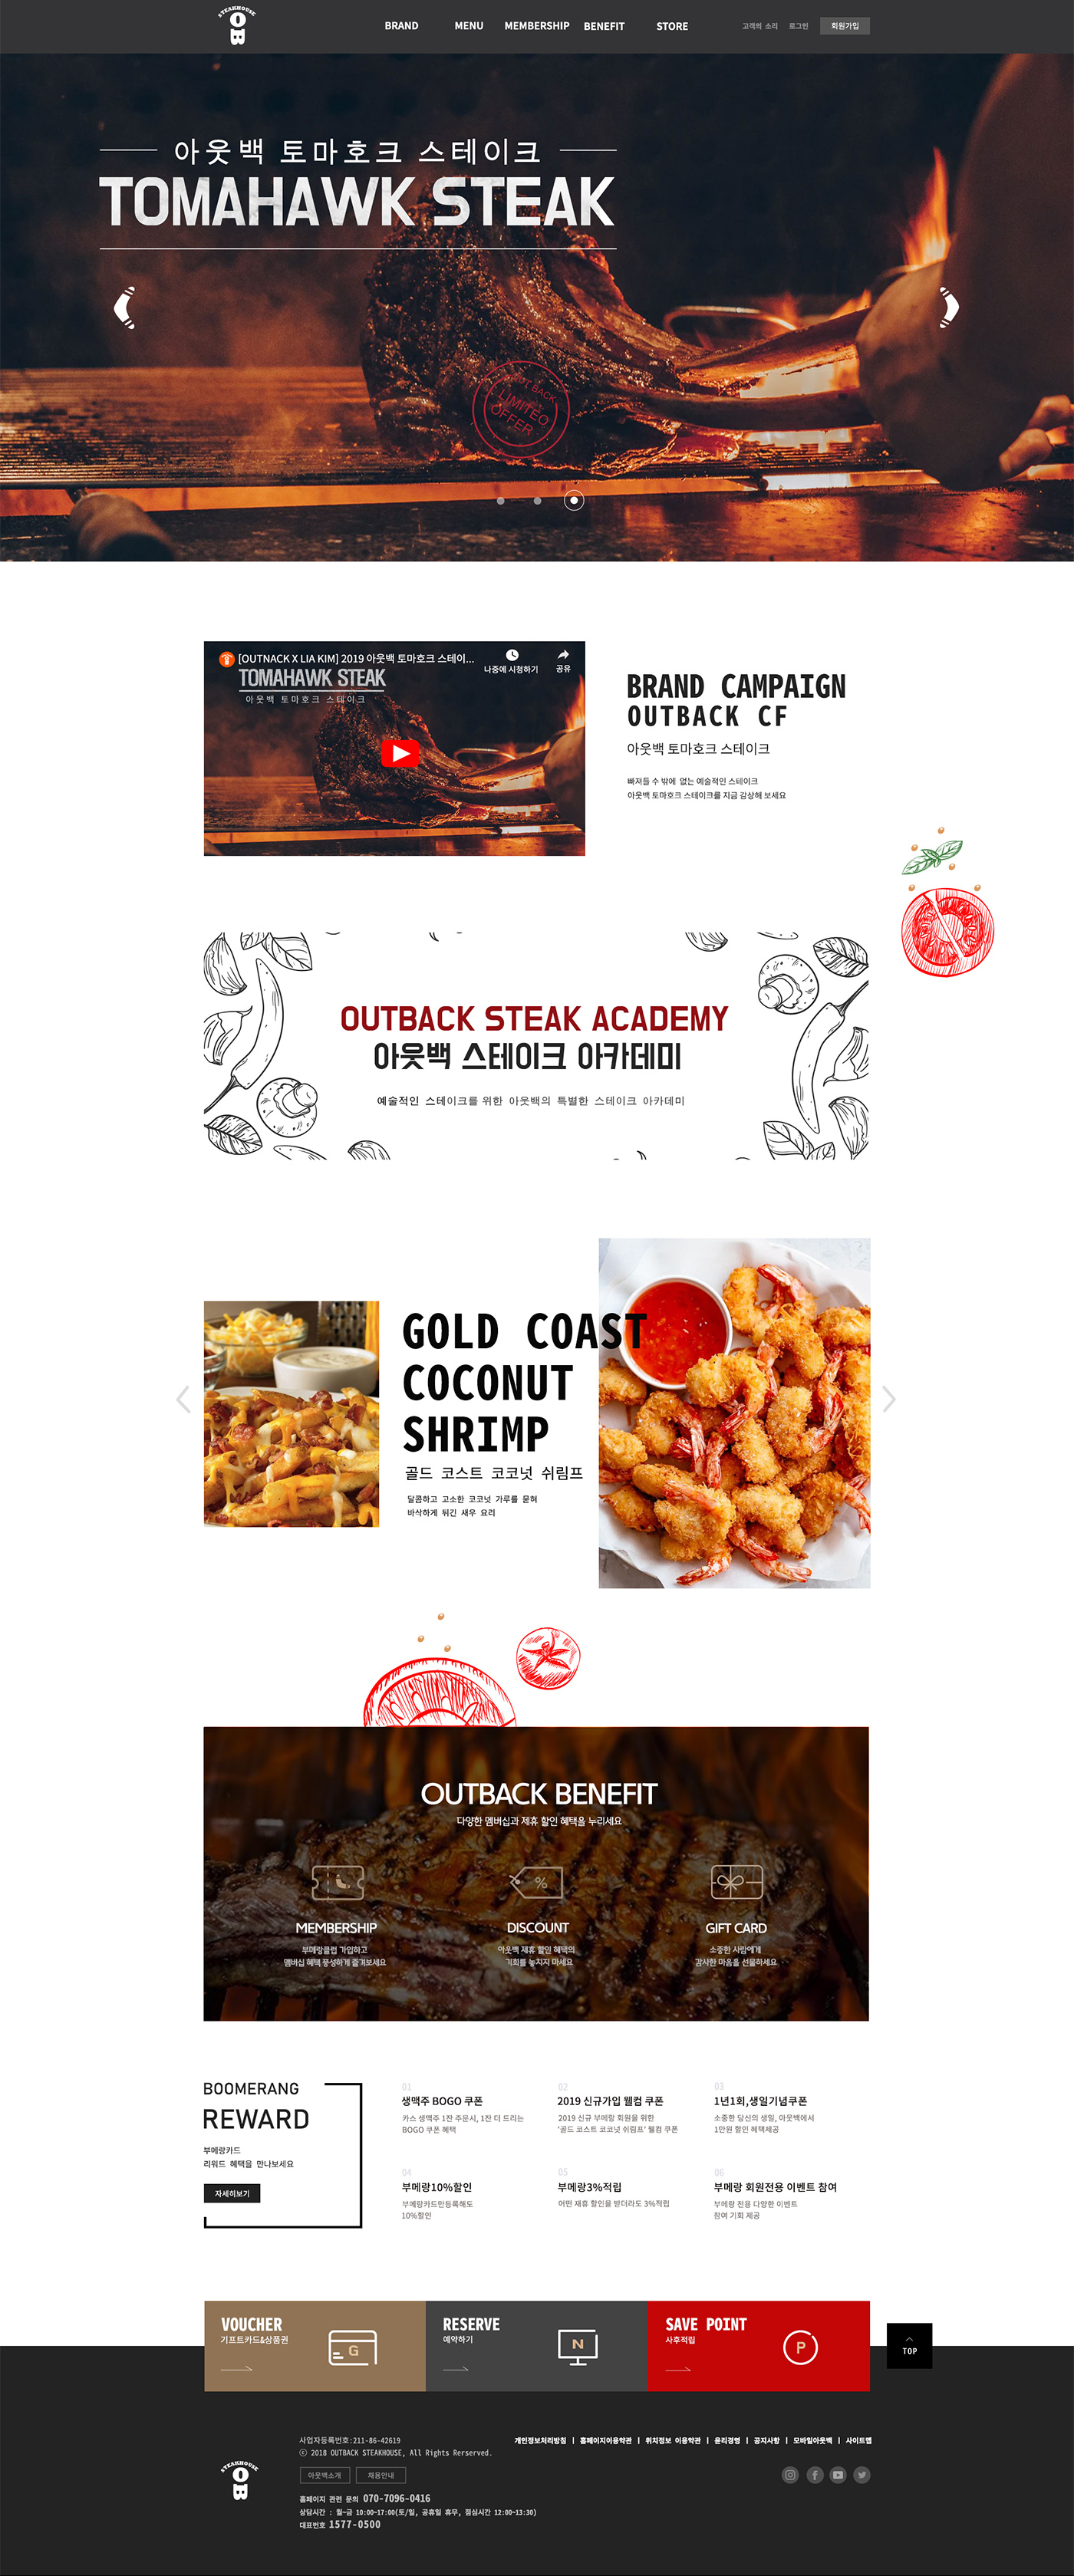 STEAKHOUSE
OB
BRAND MENU MEMBERSHIP BENEFIT STORE 고객의 소리 로그인 회원가입
아웃백 토마호크 스테이크
TOMAHAWK STEAK
OUT BACK
LIMITEO
OFFER
[OUTNACK X LIA KIM] 2019 아웃백 토마호크 스테이...
나중에 시청하기 공유
TOMAHAWK STEAK
아웃백 토마호크 스테이크
BRAND CAMPAIGN
OUTBACK CF
아웃백 토마호크 스테이크
빠져들 수 밖에 없는 예술적인 스테이크
아웃백 토마호크 스테이크를 지금 감상해 보세요
OUTBACK STEAK ACADEMY
아웃백 스테이크 아카데미
예술적인 스테이크를 위한 아웃백의 특별한 스테이크 아카데미
GOLD COAST
COCONUT
SHRIMP
골드 코스트 코코넛 쉬림프
달콤하고 고소한 코코넛 가루를 묻혀
바삭하게 튀긴 새우 요리
OUTBACK BENEFIT
다양한 멤버십과 제휴 할인 혜택을 누리세요
%
MEMBERSHIP
부메랑클럽 가입하고
멤버십 혜택 풍성하게 즐겨보세요
DISCOUNT
아웃백 제휴 할인 혜택의
기회를 놓치지 마세요
GIFT CARD
소중한 사람에게
감사한 마음을 선물하세요
BOOMERANG
REWARD
부메랑카드
리워드 혜택을 만나보세요
자세히보기
01
생맥주 BOGO 쿠폰
카스 생맥주 1잔 주문시, 1잔 더 드리는
BOGO 쿠폰 혜택
02
2019 신규가입 웰컴 쿠폰
2019 신규 부메랑 회원을 위한
'골드 코스트 코코넛 쉬림프' 웰컴 쿠폰
03
1년1회,생일기념쿠폰
소중한 당신의 생일, 아웃백에서
1만원 할인 혜택제공
04
부메랑10%할인
부메랑카드만등록해도
10%할인
05
부메랑3%적립
어떤 제휴 할인을 받더라도 3%적립
06
부메랑 회원전용 이벤트 참여
부메랑 전용 다양한 이벤트
참여 기회 제공
VOUCHER
기프트카드&상품권
G
RESERVE
예약하기
N
SAVE POINT
사후적립
P
TOP
STEAKHOUSE
OB
사업자등록번호:211-86-42619
ⓒ 2018 OUTBACK STEAKHOUSE, All Rights Rerserved.
아웃백소개 채용안내
홈페이지 관련 문의 070-7096-0416
상담시간 : 월~금 10:00~17:00(토/일, 공휴일 휴무, 점심시간 12:00~13:30)
대표번호 1577-0500
개인정보처리방침 | 홈페이지이용약관 | 위치정보 이용약관 | 윤리경영 | 공지사항 | 모바일아웃백 | 사이트맵